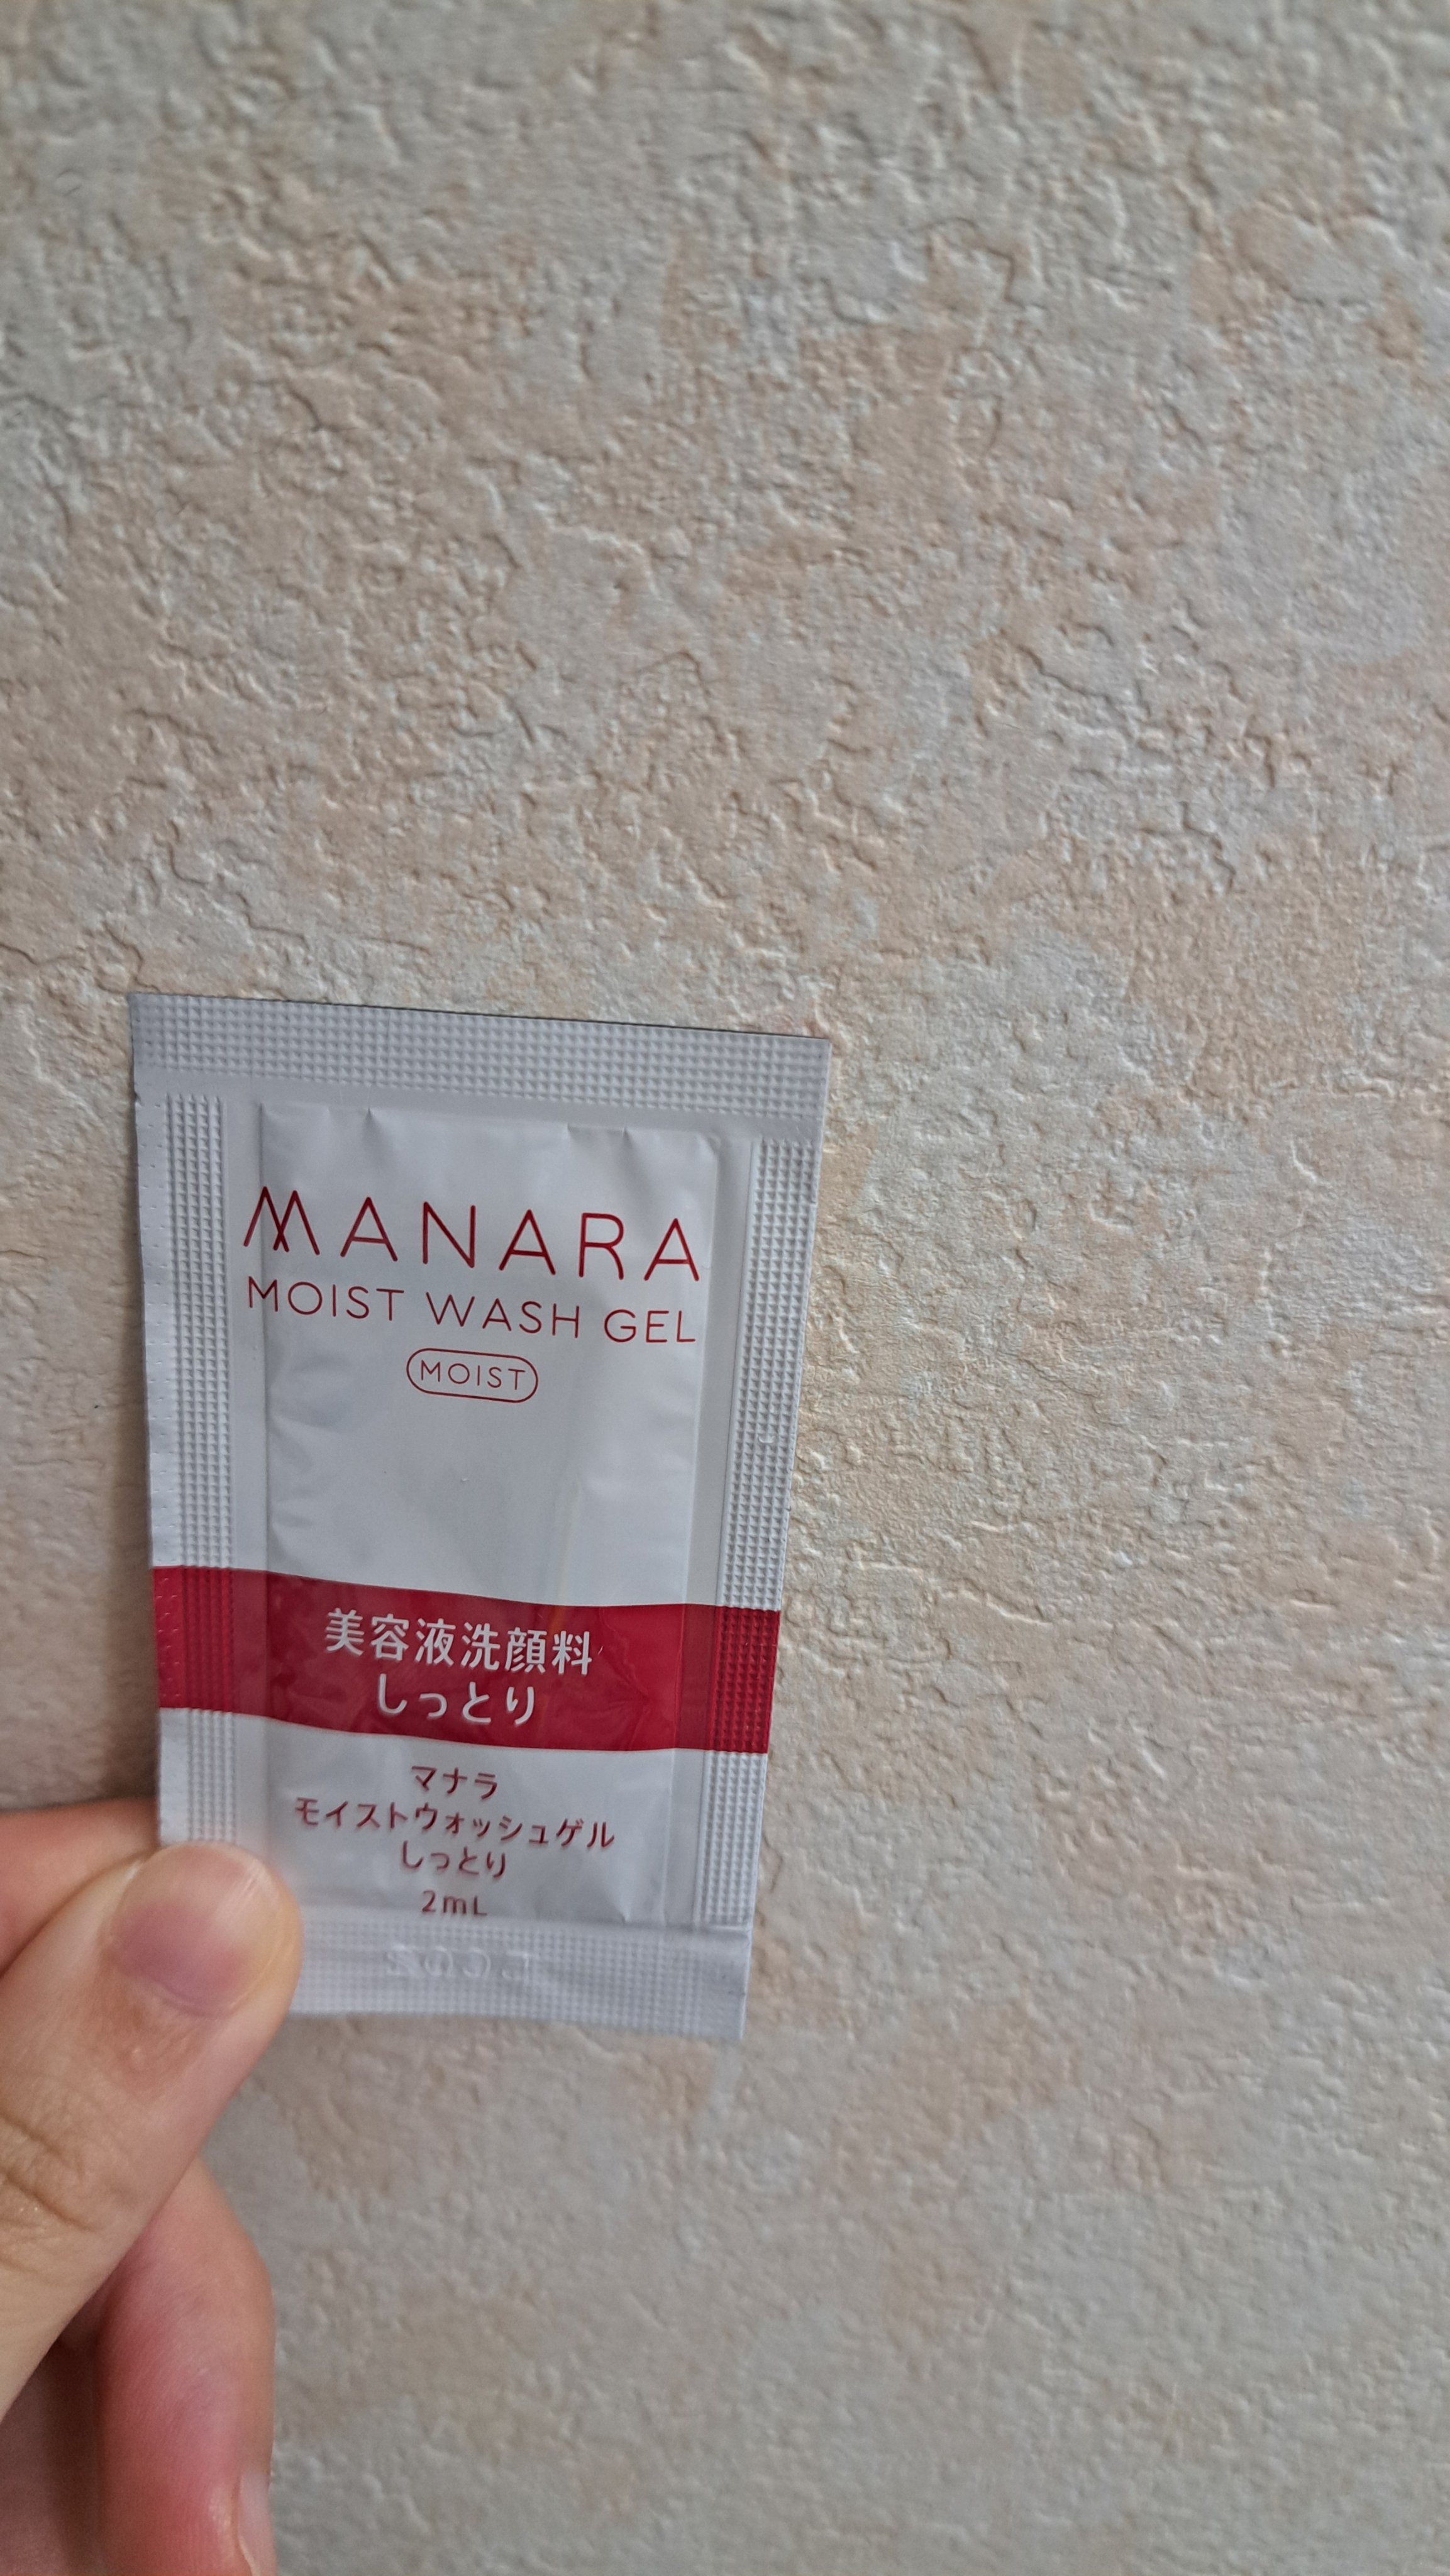 MANARA
MOIST WASH GEL
MOIST
美容液洗顔料
しっとり
マナラ
モイストウォッシュゲル
しっとり
2mL